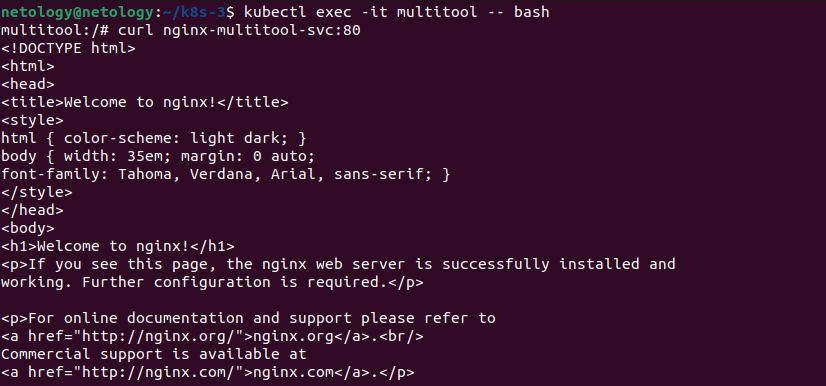 netology@netology:~/k8s-3$ kubectl exec -it multitool -- bash
multitool:/# curl nginx-multitool-svc:80
<!DOCTYPE html>
<html>
<head>
<title>Welcome to nginx!</title>
<style>
html { color-scheme: light dark; }
body { width: 35em; margin: 0 auto;
font-family: Tahoma, Verdana, Arial, sans-serif; }
</style>
</head>
<body>
<h1>Welcome to nginx!</h1>
<p>If you see this page, the nginx web server is successfully installed and
working. Further configuration is required.</p>

<p>For online documentation and support please refer to
<a href="http://nginx.org/">nginx.org</a>.<br/>
Commercial support is available at
<a href="http://nginx.com/">nginx.com</a>.</p>